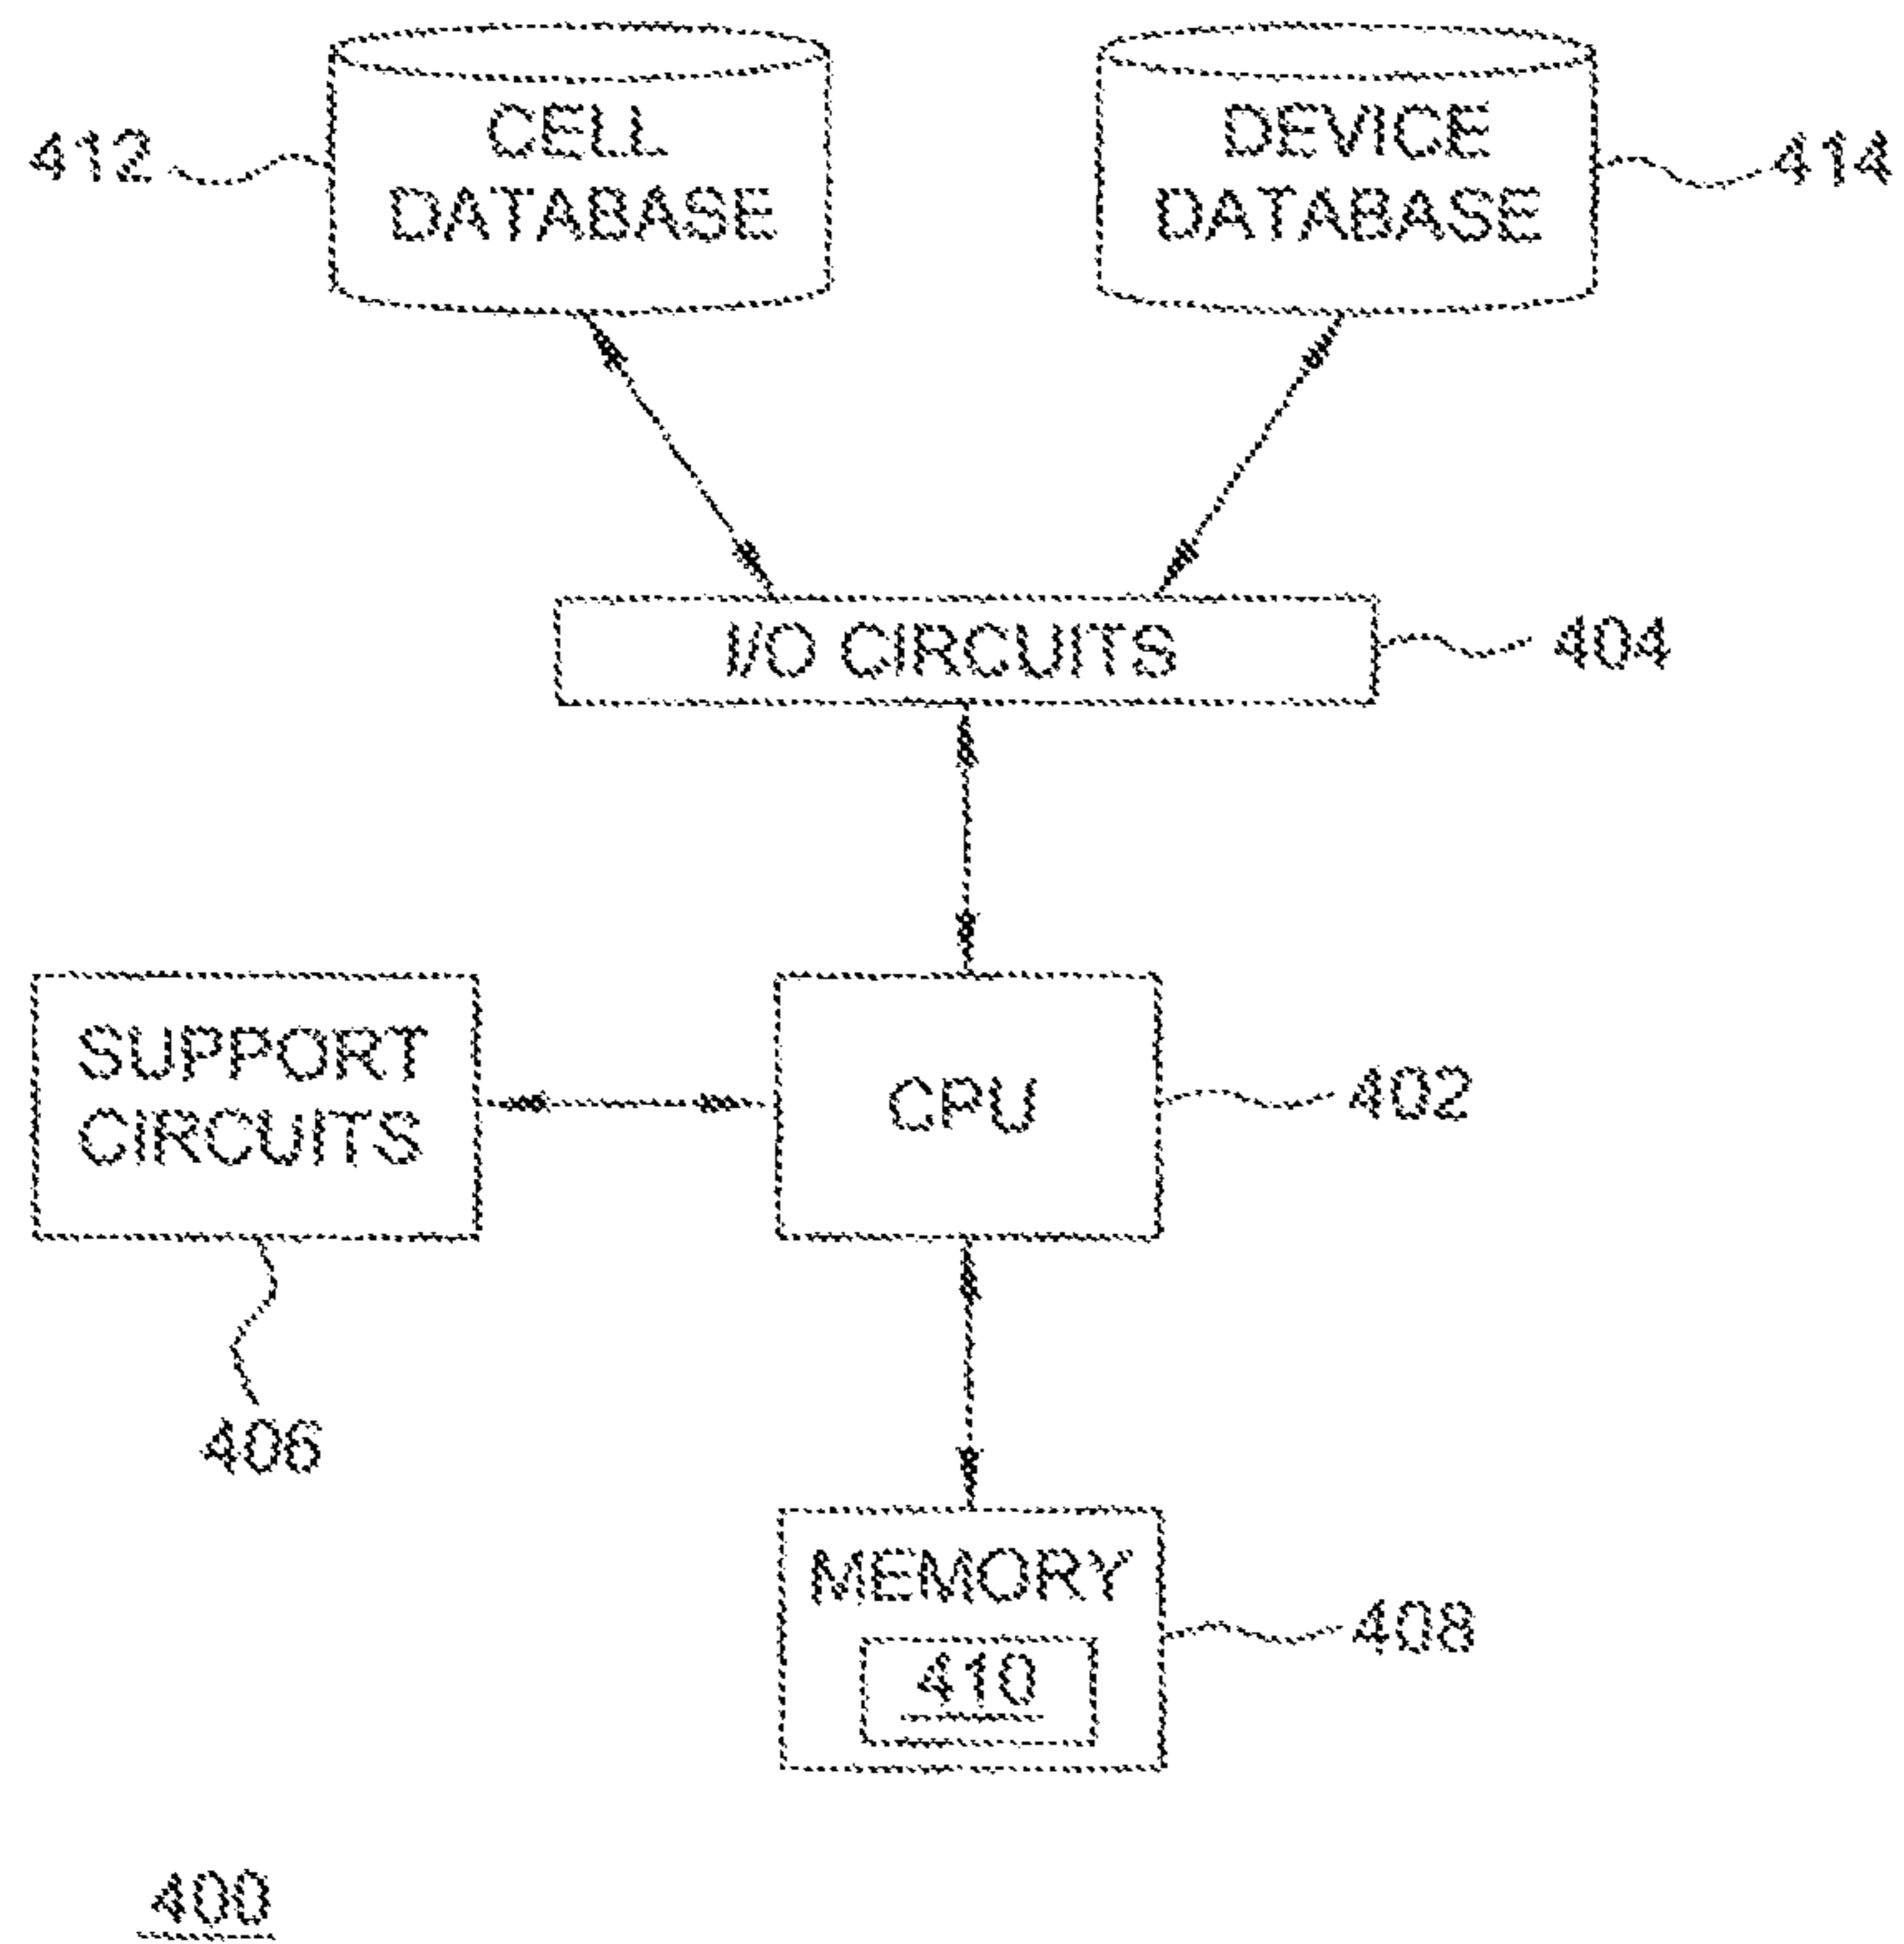 CELL
DATABASE
412
DEVICE
DATABASE
414
I/O CIRCUITS
404
SUPPORT
CIRCUITS
406
CPU
402
MEMORY
410
408
400